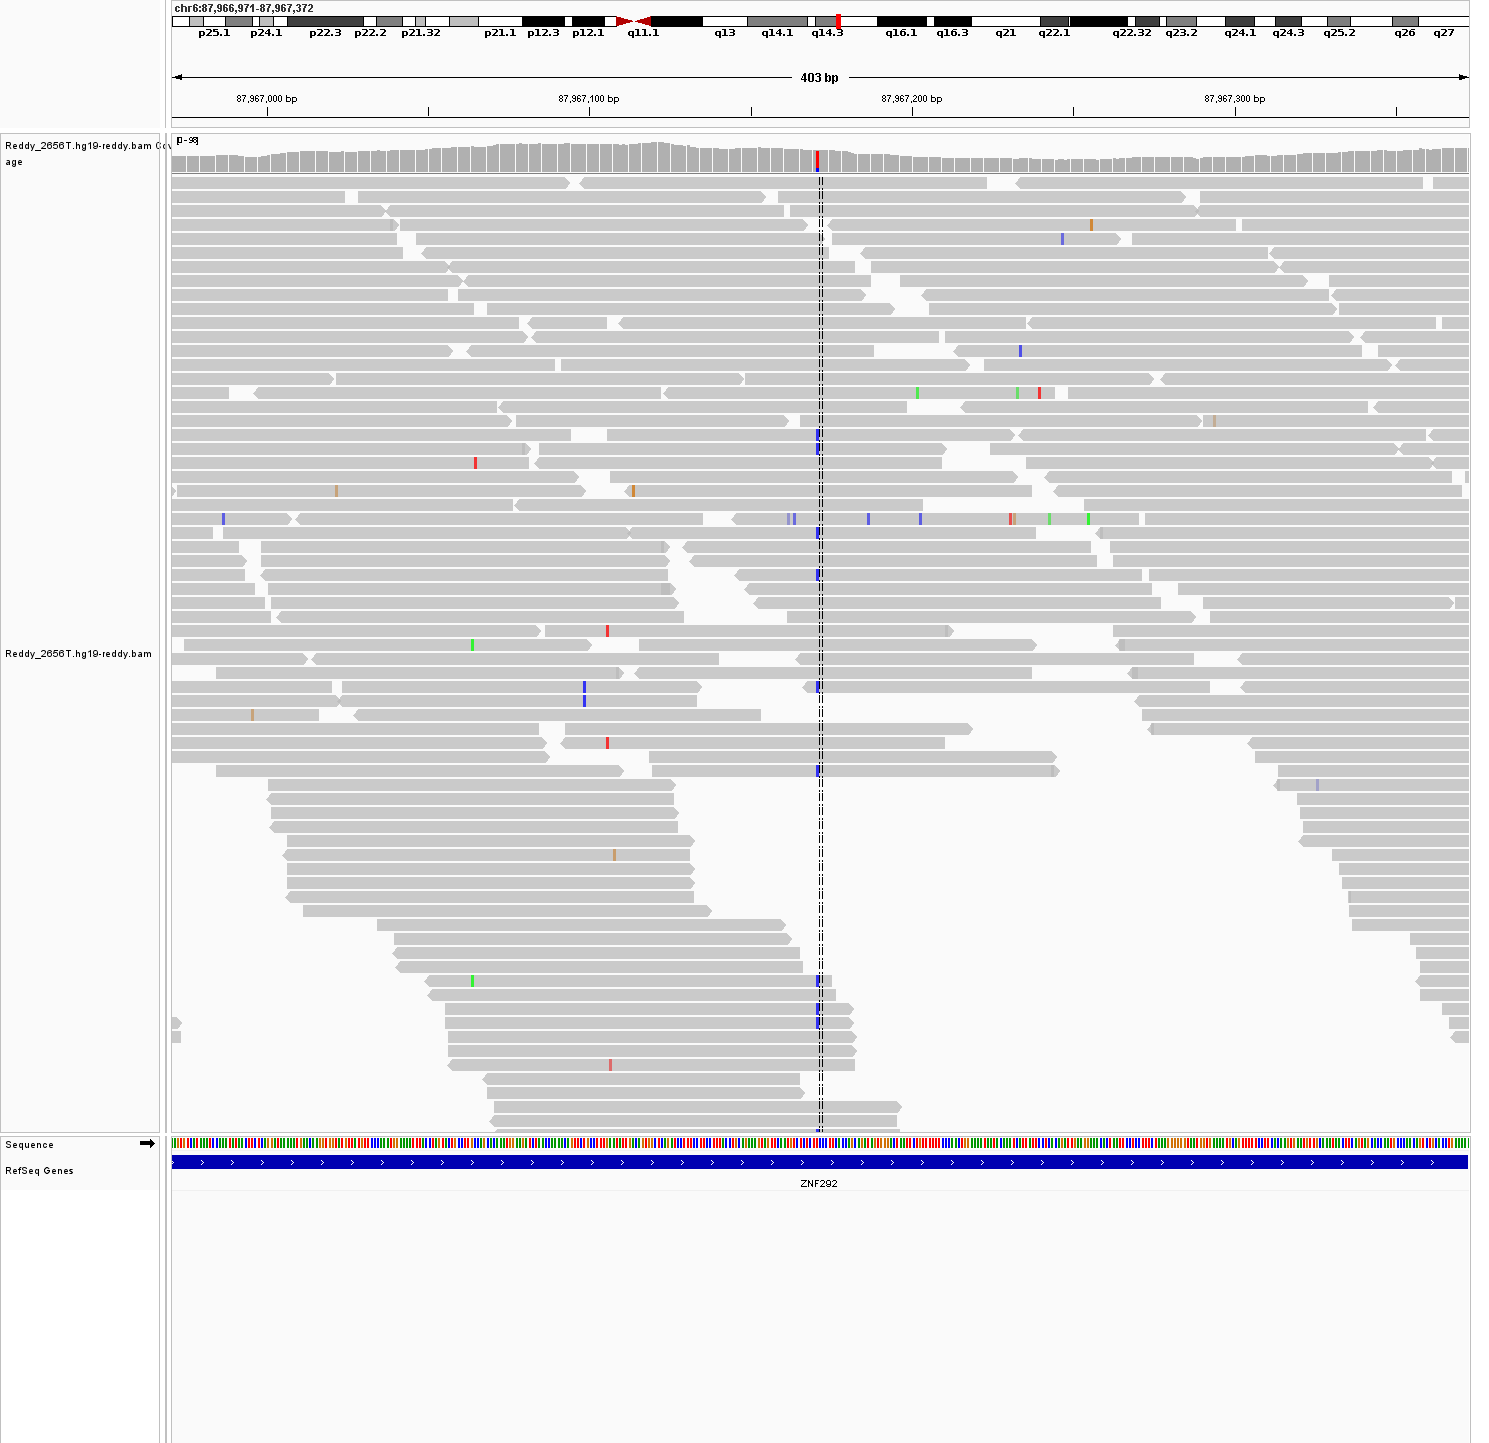 chr6:87,966,971-87,967,372
p25.1 p24.1 p22.3 p22.2 p21.32 p21.1 p12.3 p12.1 q11.1 q13 q14.1 q14.3 q16.1 q16.3 q21 q22.1 q22.32 q23.2 q24.1 q24.3 q25.2 q26 q27
403 bp
87,967,000 bp 87,967,100 bp 87,967,200 bp 87,967,300 bp
[0-98]
Reddy_2656T.hg19-reddy.bam Cov
age
Reddy_2656T.hg19-reddy.bam
Sequence
RefSeq Genes
ZNF292